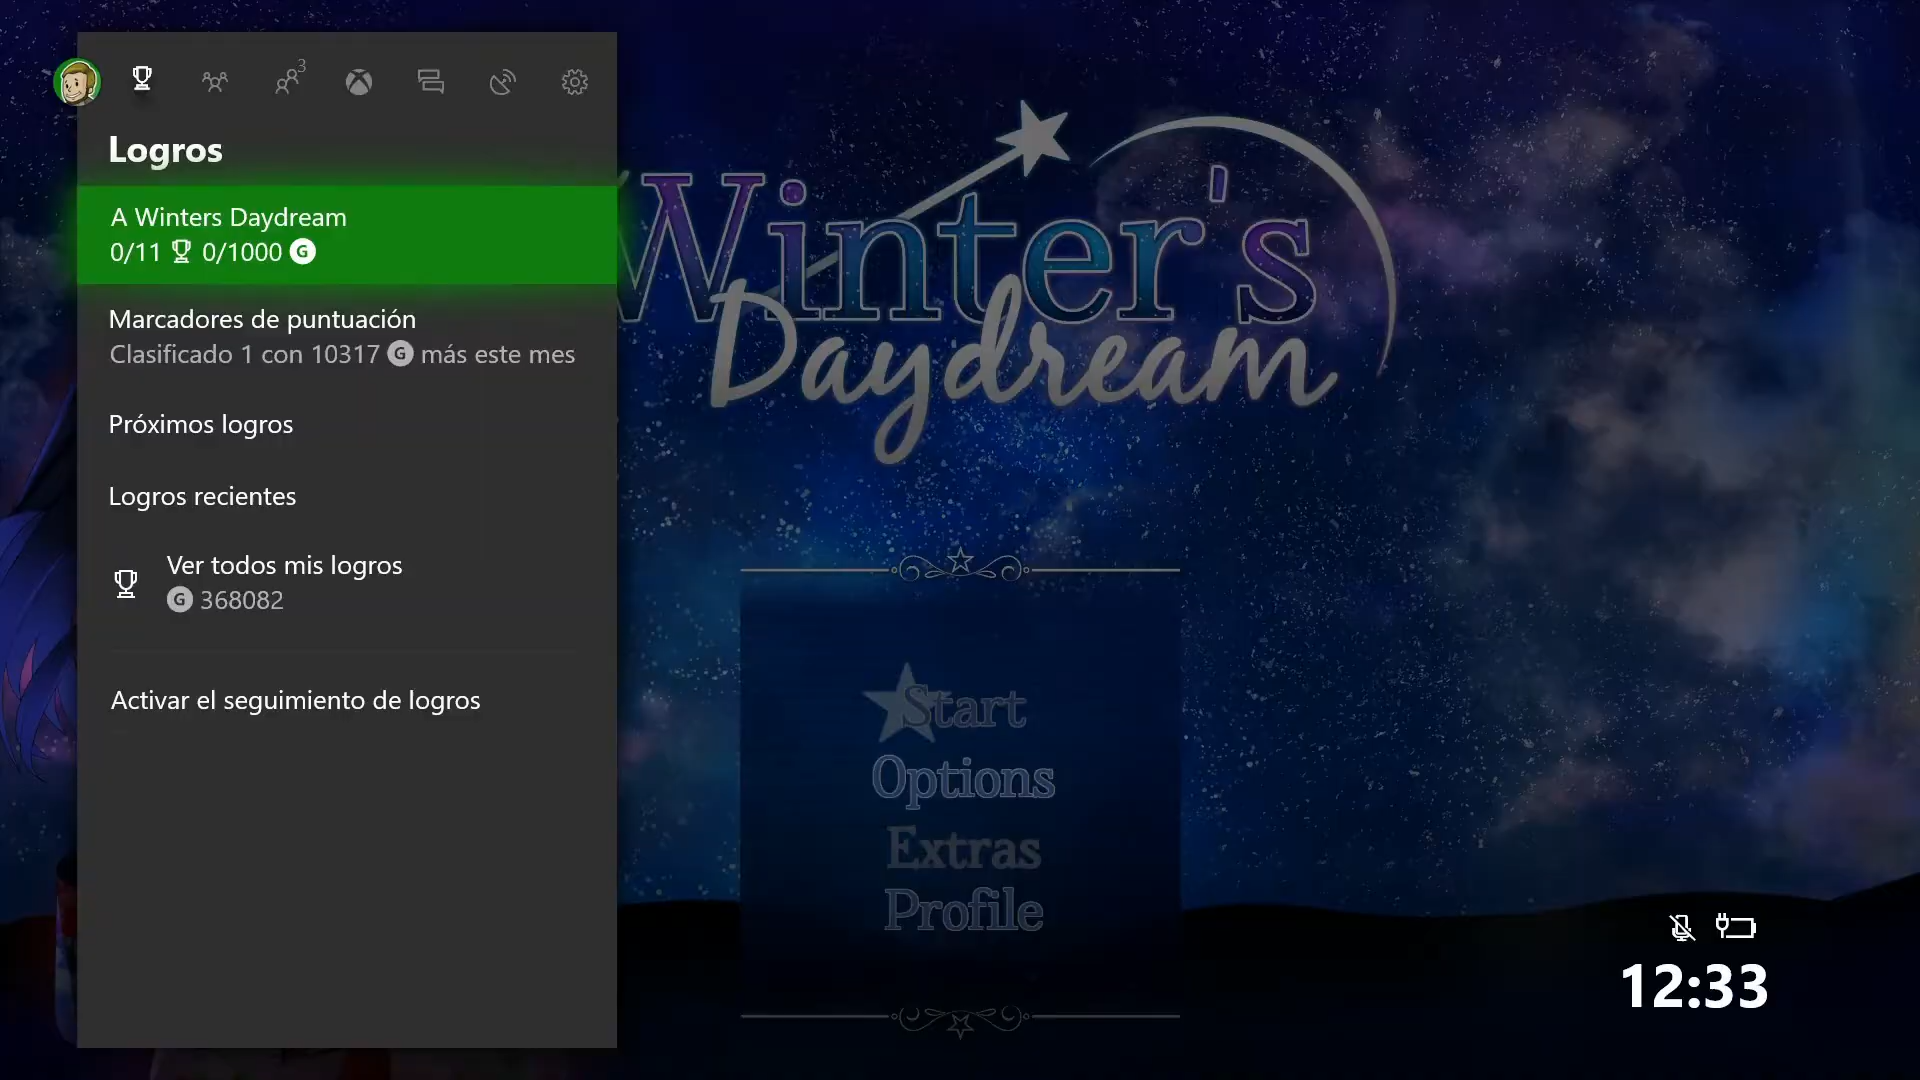 3
Logros
A Winters Daydream
0/11 0/1000 G
Marcadores de puntuación
Clasificado 1 con 10317 G más este mes
Próximos logros
Logros recientes
Ver todos mis logros
G 368082
Activar el seguimiento de logros
Winter's
Daydream
Start
Options
Extras
Profile
12:33